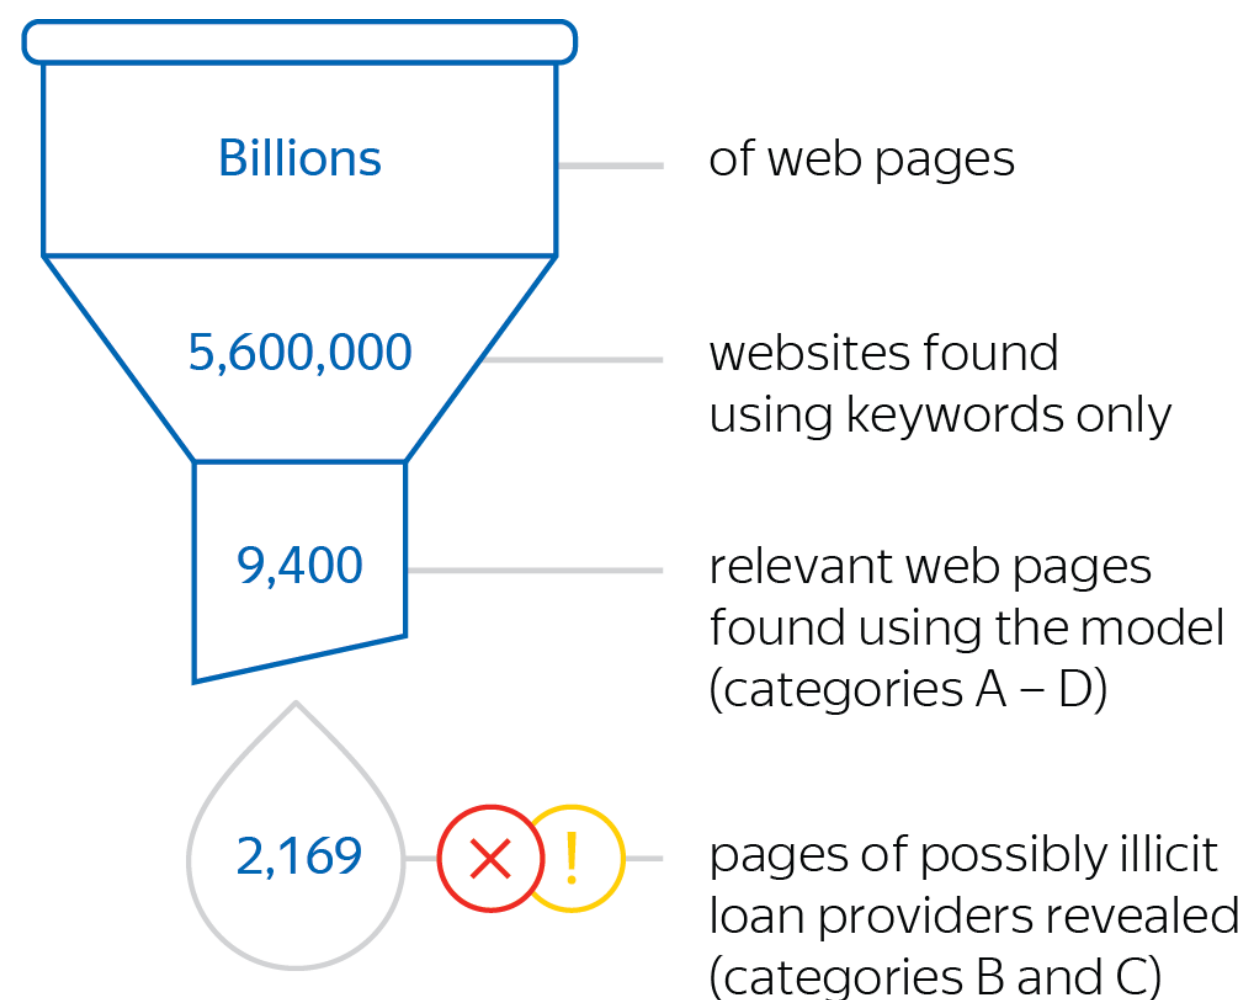 Billions
of web pages
5,600,000
websites found
using keywords only
9,400
relevant web pages
found using the model
(categories A – D)
2,169
!
pages of possibly illicit
loan providers revealed
(categories B and C)